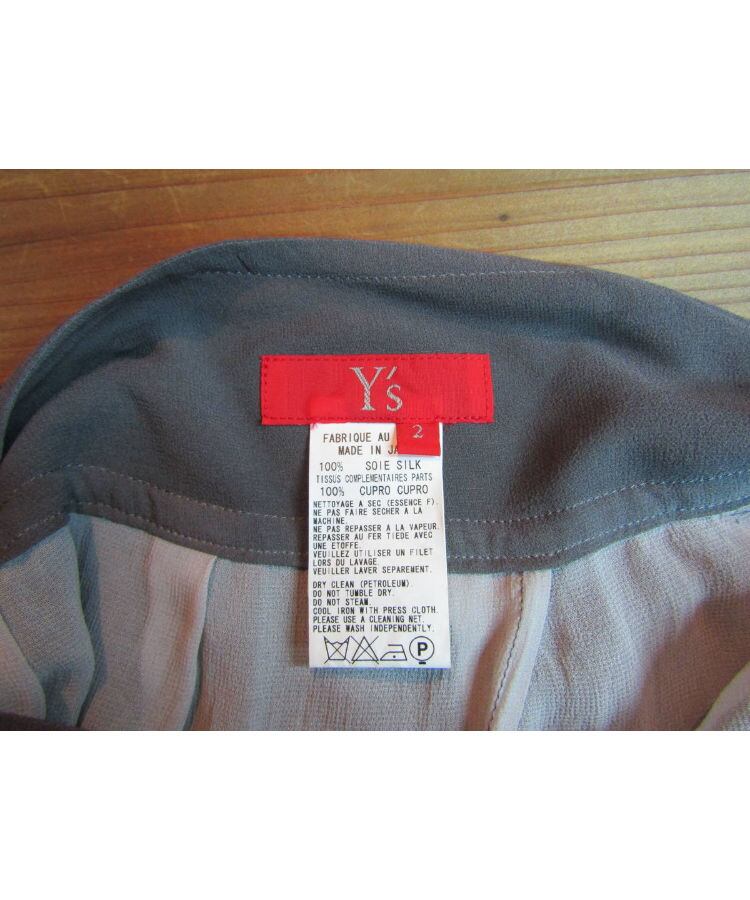 Y's
2
FABRIQUE AU
MADE IN JA
100% SOIE SILK
TISSUS COMPLEMENTAIRES PARTS
100% CUPRO CUPRO
NETTOYAGE A SEC (ESSENCE F).
NE PAS FAIRE SECHER A LA
MACHINE.
NE PAS REPASSER A LA VAPEUR.
REPASSER AU FER TIEDE AVEC
UNE ETOFFE.
VEUILLEZ UTILISER UN FILET
LORS DU LAVAGE.
VEUILLER LAVER SEPAREMENT.
DRY CLEAN (PETROLEUM).
DO NOT TUMBLE DRY.
DO NOT STEAM.
COOL IRON WITH PRESS CLOTH.
PLEASE USE A CLEANING NET.
PLEASE WASH INDEPENDENTLY.
P